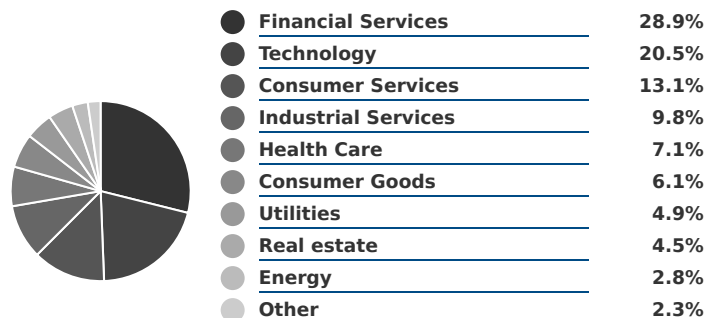 Financial Services 28.9%
Technology 20.5%
Consumer Services 13.1%
Industrial Services 9.8%
Health Care 7.1%
Consumer Goods 6.1%
Utilities 4.9%
Real estate 4.5%
Energy 2.8%
Other 2.3%